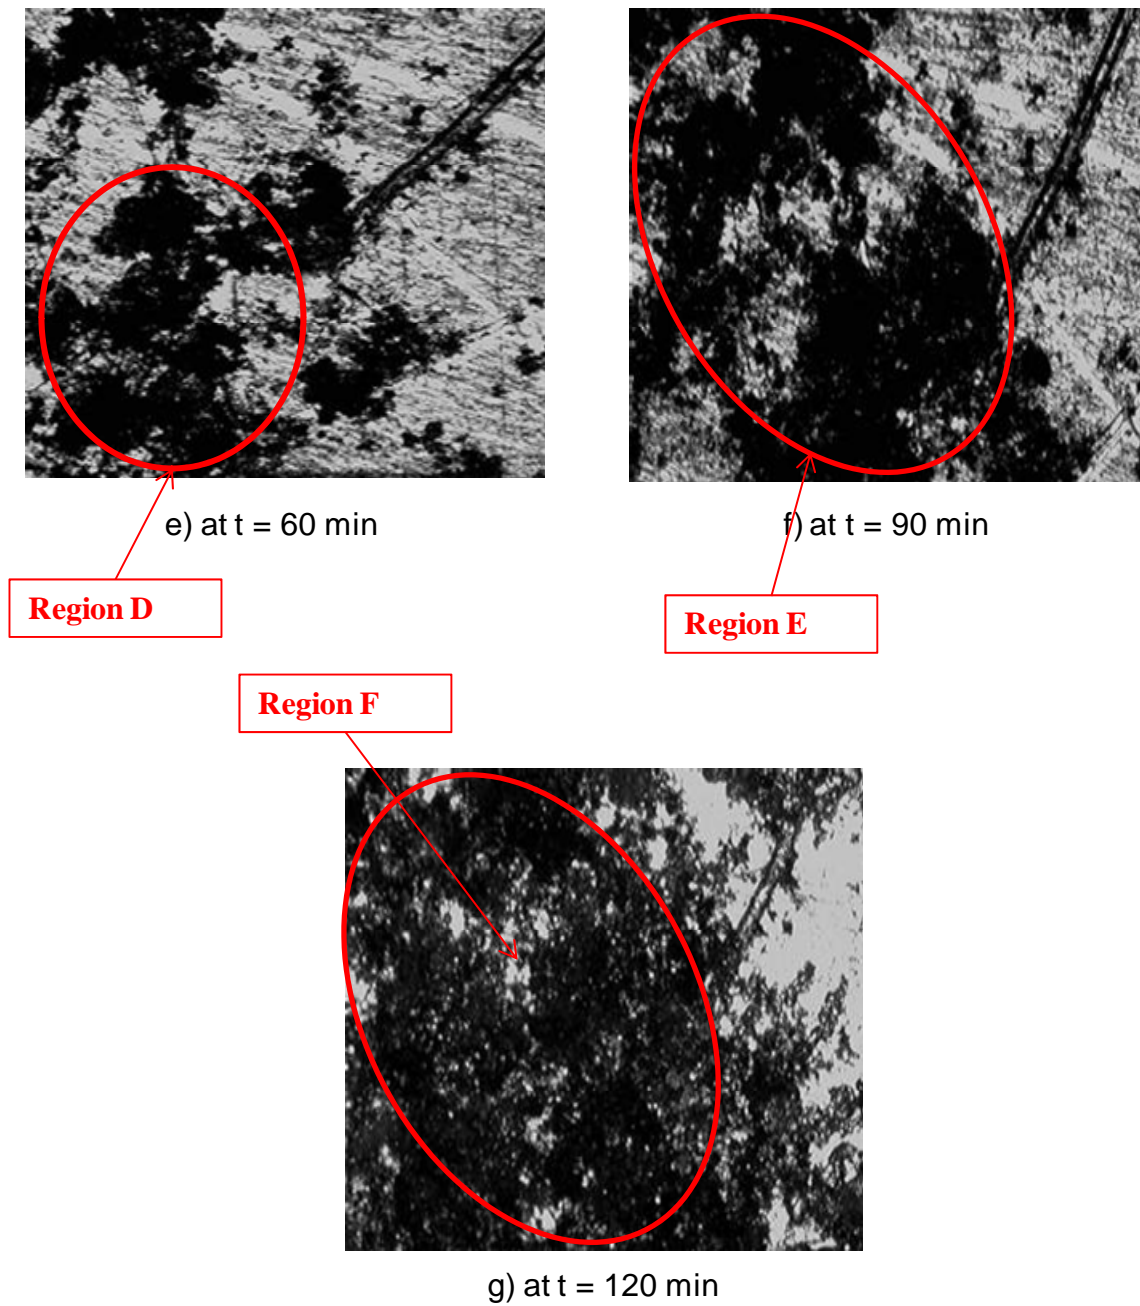 e) at t = 60 min
f) at t = 90 min
Region D
Region E
Region F
g) at t = 120 min